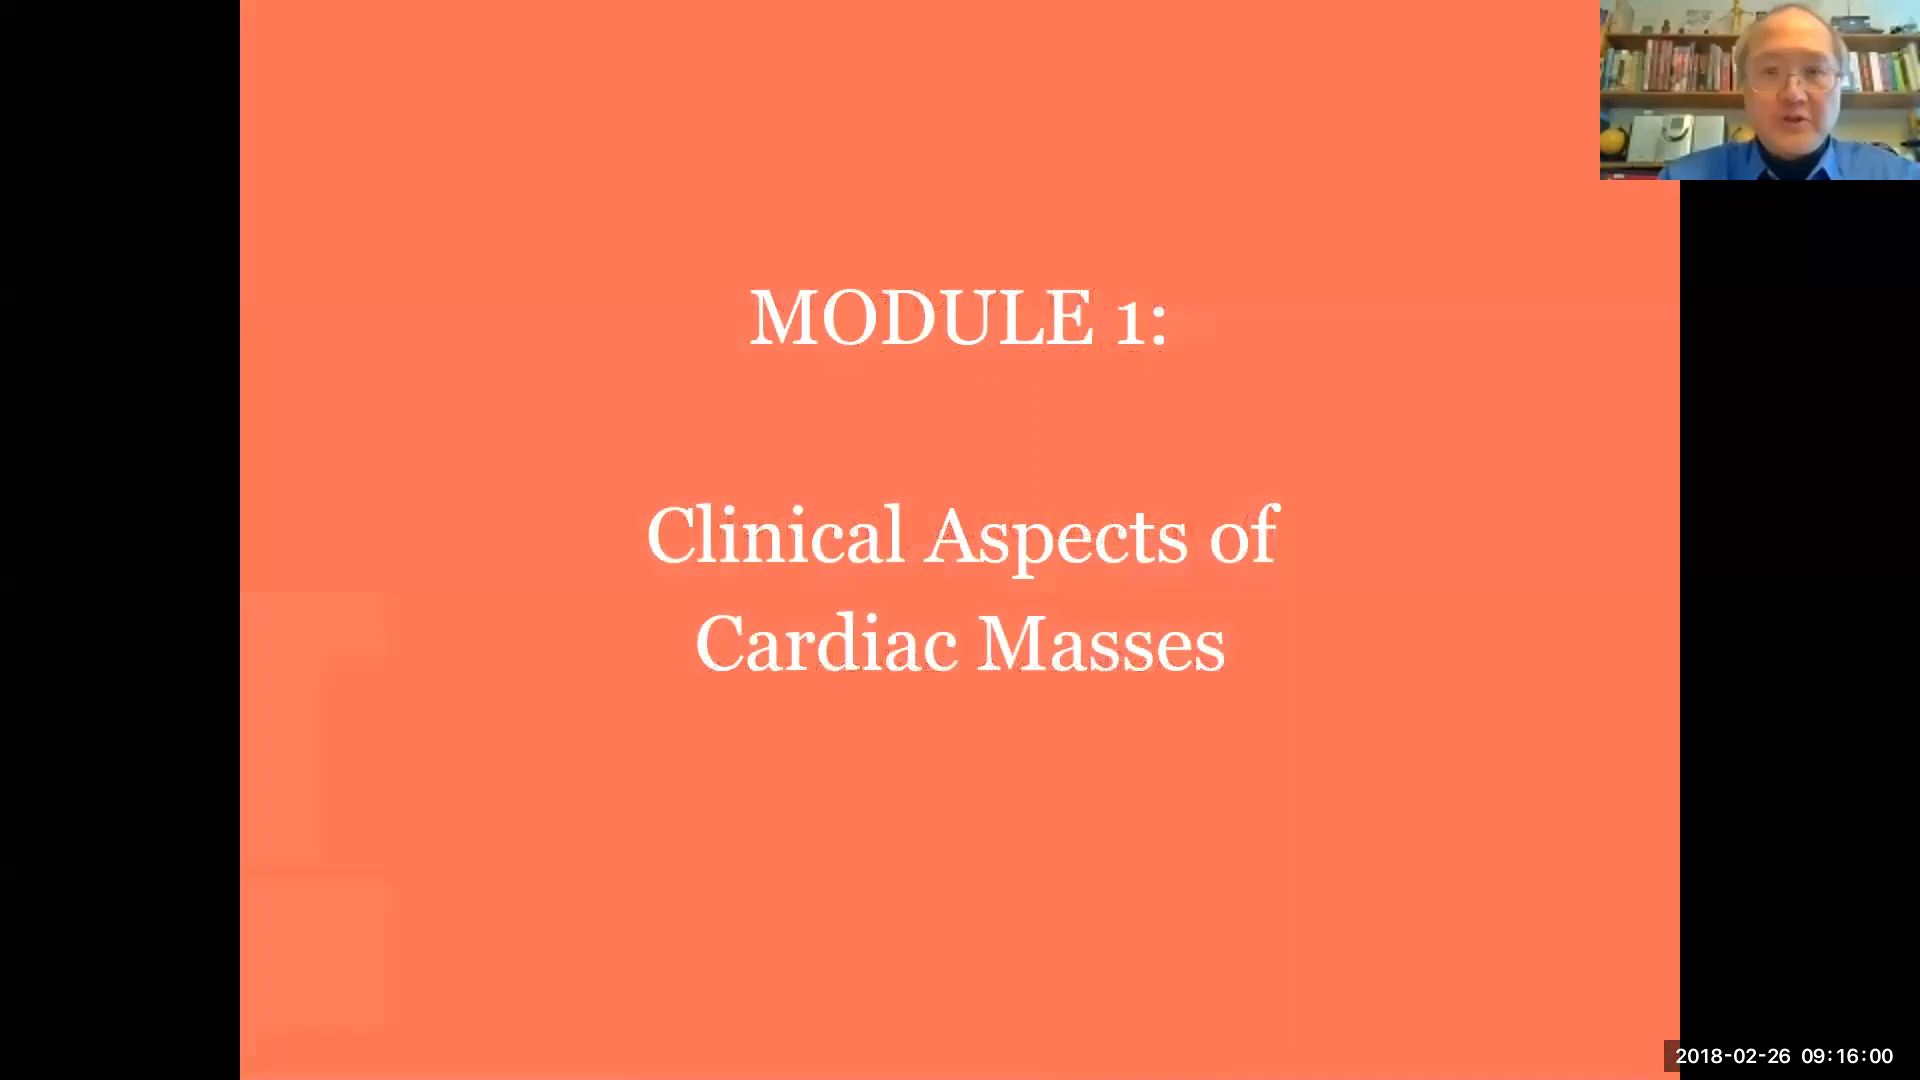 MODULE 1:
Clinical Aspects of
Cardiac Masses
2018-02-26 09:16:00